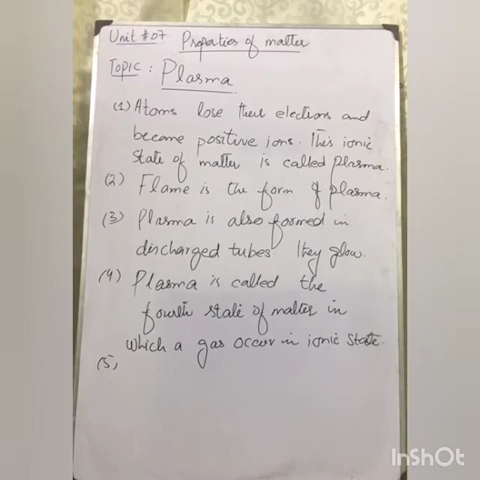 Unit #07 Properties of matter
Topic: Plasma
(1) Atoms lose their electrons and
become positive ions. This ionic
state of matter is called plasma.
(2) Flame is the form of plasma.
(3) Plasma is also formed in
discharged tubes. They glow.
(4) Plasma is called the
fourth state of matter in
which a gas occur in ionic state.
(5,
InShOt